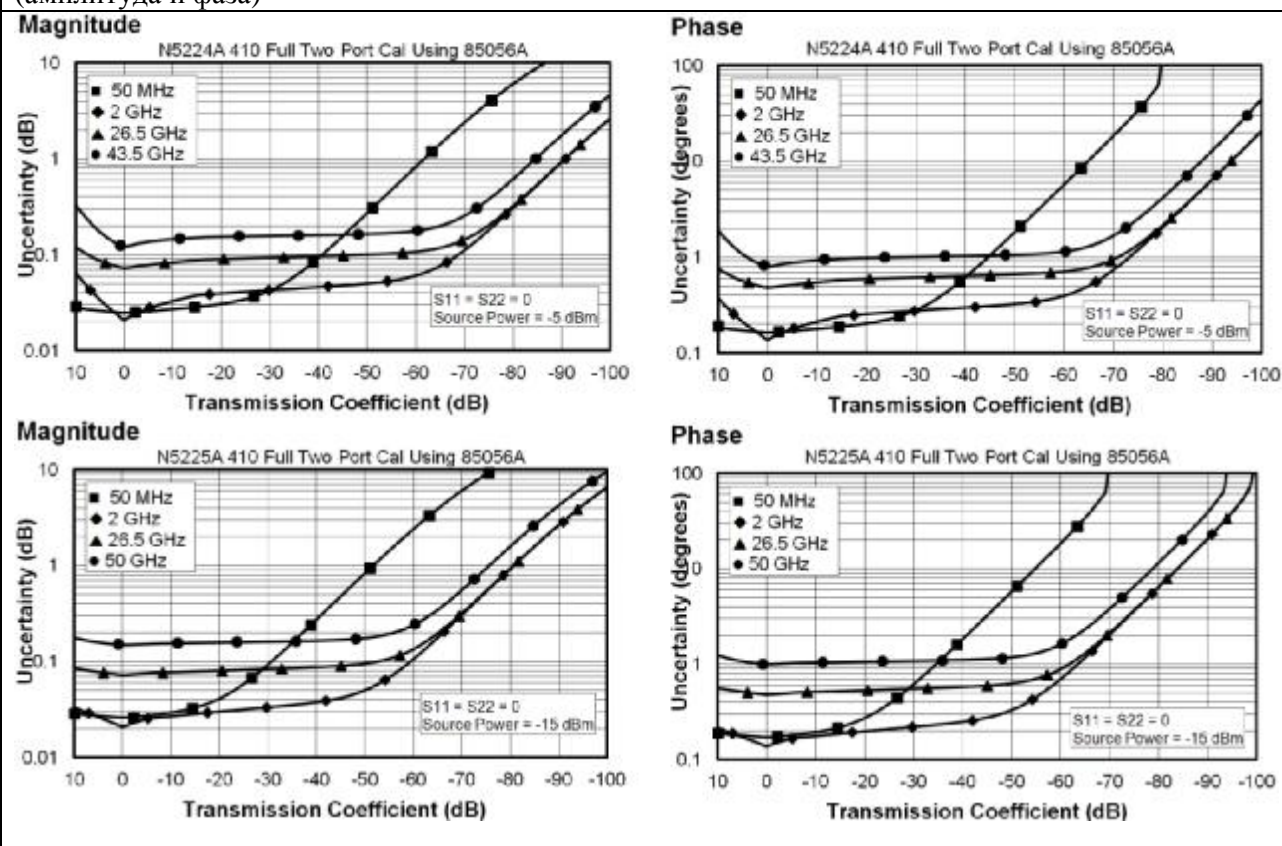 (амплитуда и фаза)
Magnitude
N5224A 410 Full Two Port Cal Using 85056A
10
1
0.1
0.01
Uncertainty (dB)
50 MHz
2 GHz
26.5 GHz
43.5 GHz
S11 = S22 = 0
Source Power = -5 dBm
10 0 -10 -20 -30 -40 -50 -60 -70 -80 -90 -100
Transmission Coefficient (dB)
Phase
N5224A 410 Full Two Port Cal Using 85056A
100
10
1
0.1
Uncertainty (degrees)
50 MHz
2 GHz
26.5 GHz
43.5 GHz
S11 = S22 = 0
Source Power = -5 dBm
10 0 -10 -20 -30 -40 -50 -60 -70 -80 -90 -100
Transmission Coefficient (dB)
Magnitude
N5225A 410 Full Two Port Cal Using 85056A
10
1
0.1
0.01
Uncertainty (dB)
50 MHz
2 GHz
26.5 GHz
50 GHz
S11 = S22 = 0
Source Power = -15 dBm
10 0 -10 -20 -30 -40 -50 -60 -70 -80 -90 -100
Transmission Coefficient (dB)
Phase
N5225A 410 Full Two Port Cal Using 85056A
100
10
1
0.1
Uncertainty (degrees)
50 MHz
2 GHz
26.5 GHz
50 GHz
S11 = S22 = 0
Source Power = -15 dBm
10 0 -10 -20 -30 -40 -50 -60 -70 -80 -90 -100
Transmission Coefficient (dB)